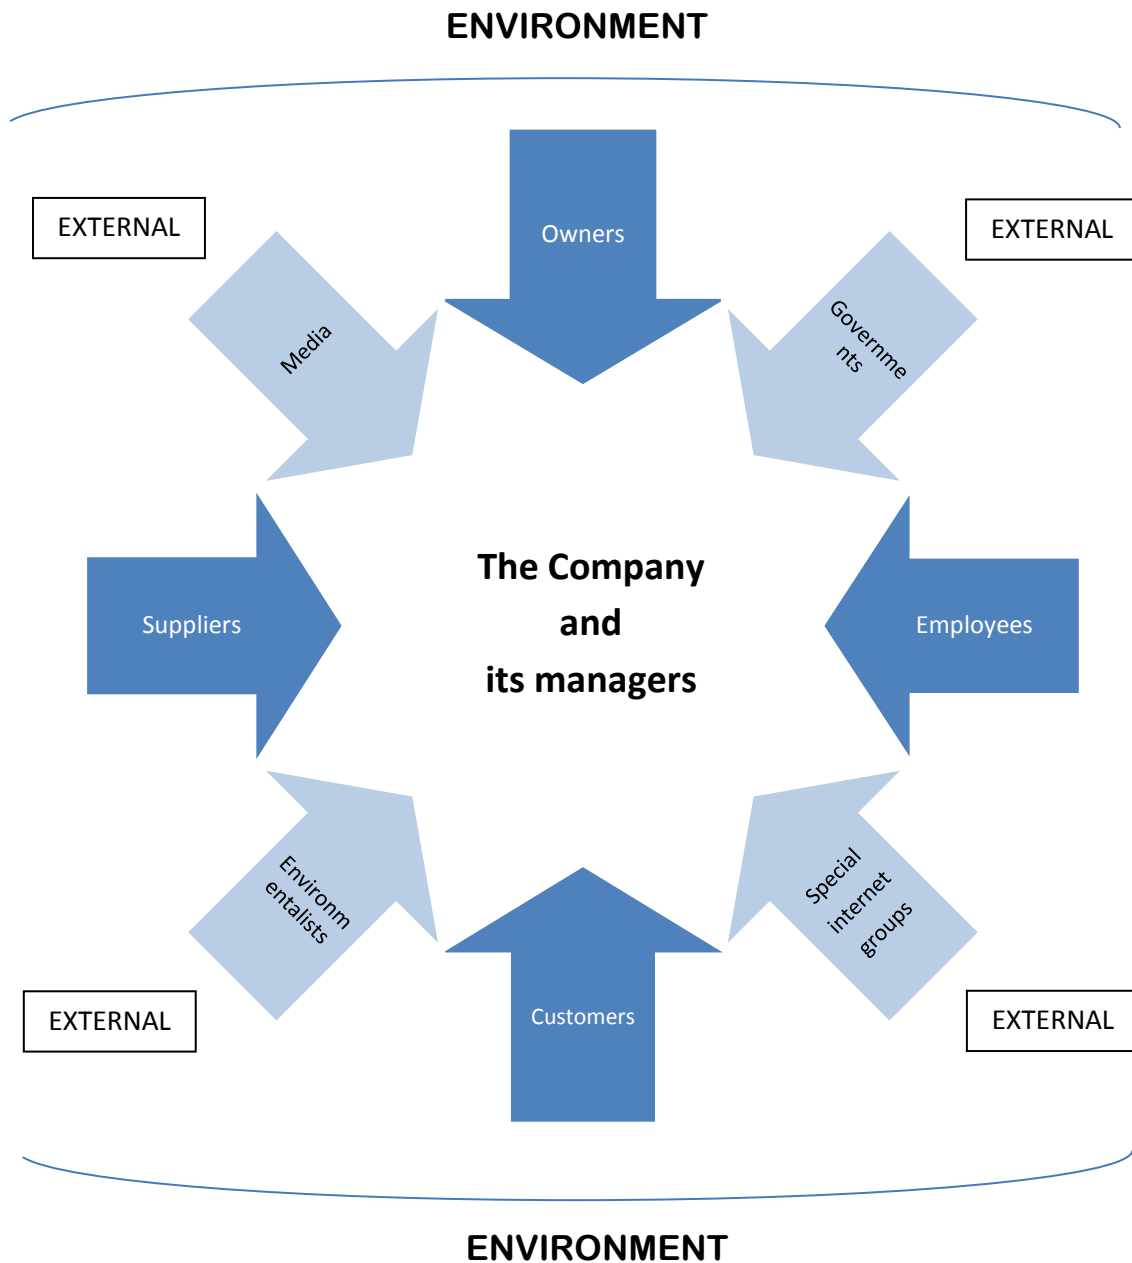 ENVIRONMENT
EXTERNAL
EXTERNAL
Owners
Media
Governme
nts
The Company
and
its managers
Suppliers
Employees
Environm
entalists
Special
internet
groups
Customers
EXTERNAL
EXTERNAL
ENVIRONMENT